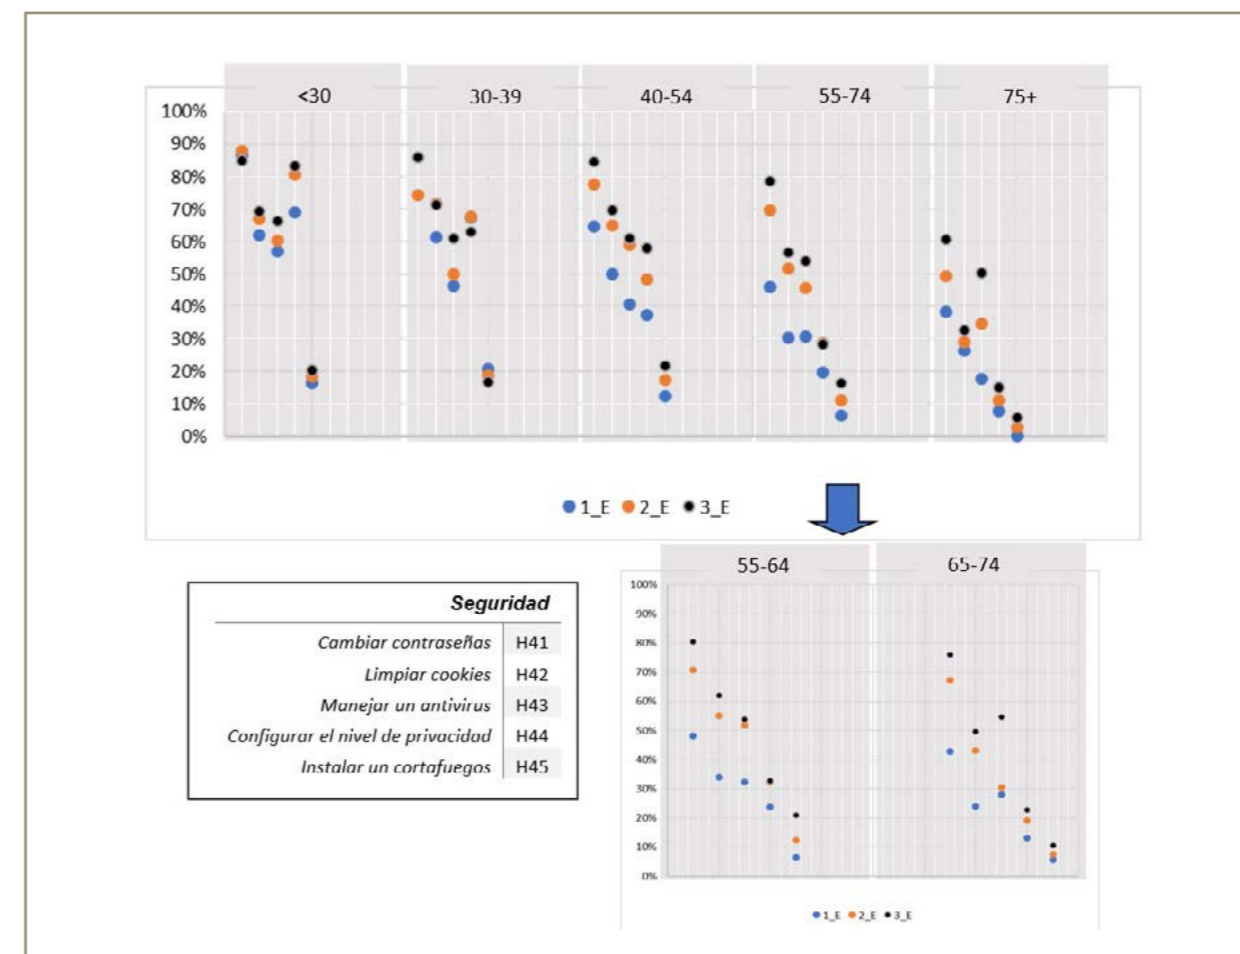 <30 30-39 40-54 55-74 75+
100%
90%
80%
70%
60%
50%
40%
30%
20%
10%
0%
1_E 2_E 3_E
Seguridad
Cambiar contraseñas H41
Limpiar cookies H42
Manejar un antivirus H43
Configurar el nivel de privacidad H44
Instalar un cortafuegos H45
55-64 65-74
100%
90%
80%
70%
60%
50%
40%
30%
20%
10%
0%
1_E 2_E 3_E